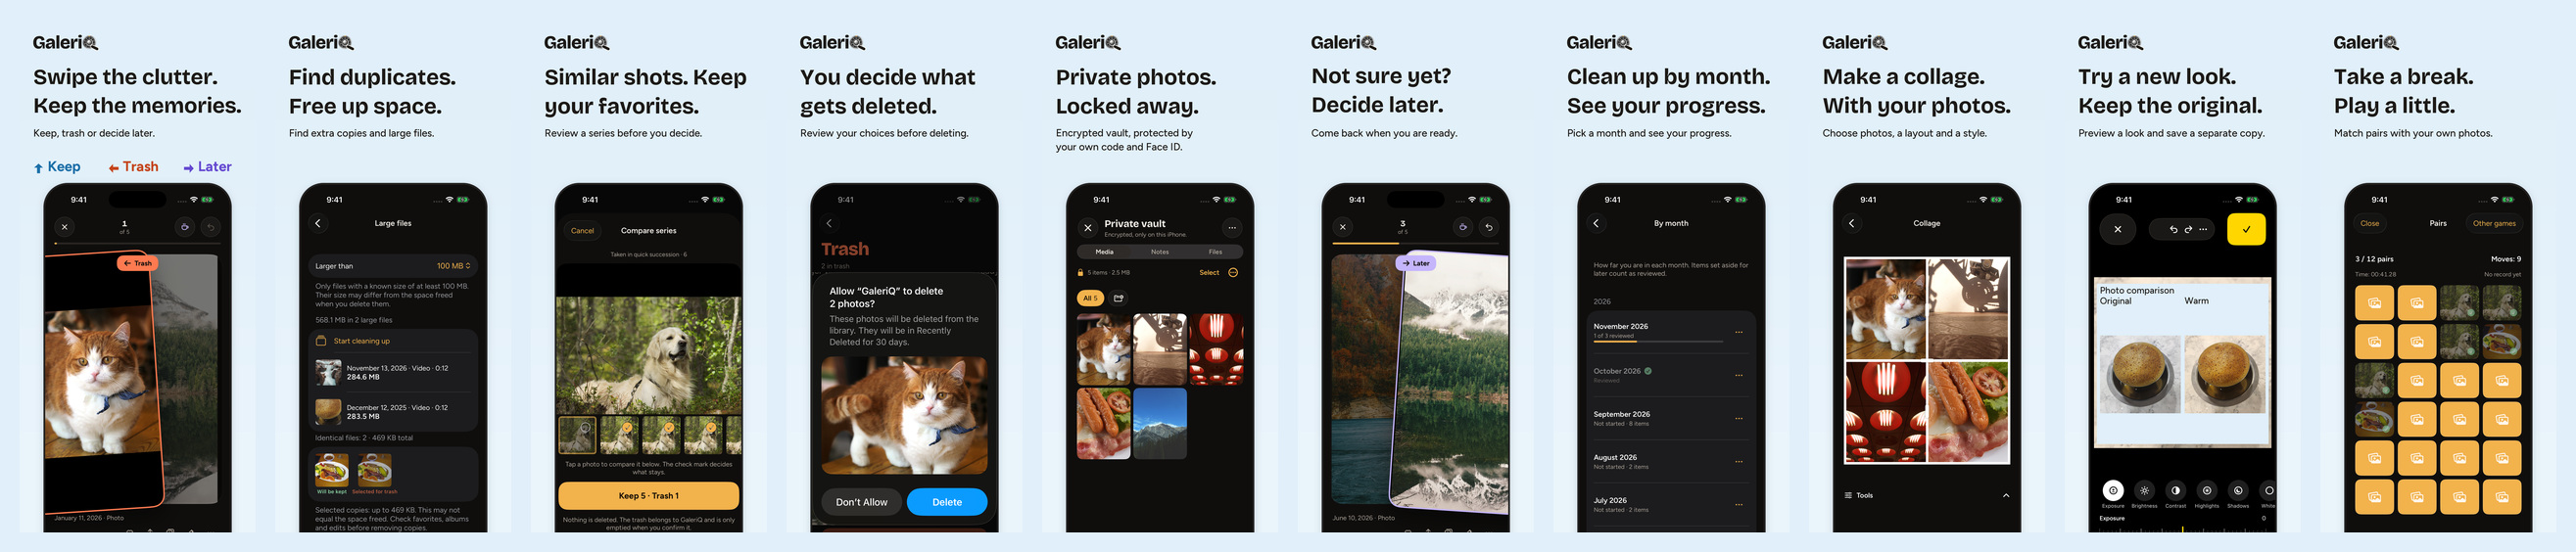 GaleriQ
Swipe the clutter.
Keep the memories.
Keep, trash or decide later.
Keep
Trash
Later
9:41
1
of 5
Trash
January 11, 2026 · Photo
GaleriQ
Find duplicates.
Free up space.
Find extra copies and large files.
9:41
Large files
Larger than
100 MB
Only files with a known size of at least 100 MB.
Their size may differ from the space freed
when you delete them.
568.1 MB in 2 large files
Start cleaning up
November 13, 2026 · Video · 0:12
284.6 MB
December 12, 2025 · Video · 0:12
283.5 MB
Identical files: 2 · 469 KB total
Will be kept
Selected for trash
Selected copies: up to 469 KB. This may not
equal the space freed. Check favorites, albums
and edits before removing copies.
GaleriQ
Similar shots. Keep
your favorites.
Review a series before you decide.
9:41
Cancel
Compare series
Taken in quick succession · 6
Tap a photo to compare it below. The check mark decides
what stays.
Keep 5 · Trash 1
Nothing is deleted. The trash belongs to GaleriQ and is only
emptied when you confirm it.
GaleriQ
You decide what
gets deleted.
Review your choices before deleting.
9:41
Trash
2 in trash
Allow “GaleriQ” to delete
2 photos?
These photos will be deleted from the
library. They will be in Recently
Deleted for 30 days.
Don’t Allow
Delete
GaleriQ
Private photos.
Locked away.
Encrypted vault, protected by
your own code and Face ID.
9:41
Private vault
Encrypted, only on this iPhone.
Media
Notes
Files
5 items · 2.5 MB
Select
All 5
GaleriQ
Not sure yet?
Decide later.
Come back when you are ready.
9:41
3
of 5
Later
June 10, 2026 · Photo
GaleriQ
Clean up by month.
See your progress.
Pick a month and see your progress.
9:41
By month
How far you are in each month. Items set aside for
later count as reviewed.
2026
November 2026
1 of 3 reviewed
October 2026
Reviewed
September 2026
Not started · 8 items
August 2026
Not started · 2 items
July 2026
Not started · 2 items
GaleriQ
Make a collage.
With your photos.
Choose photos, a layout and a style.
9:41
Collage
Tools
GaleriQ
Try a new look.
Keep the original.
Preview a look and save a separate copy.
9:41
Photo comparison
Original
Warm
Exposure
Brightness
Contrast
Highlights
Shadows
White
Exposure
0
GaleriQ
Take a break.
Play a little.
Match pairs with your own photos.
9:41
Close
Pairs
Other games
3 / 12 pairs
Moves: 9
Time: 00:41.28
No record yet